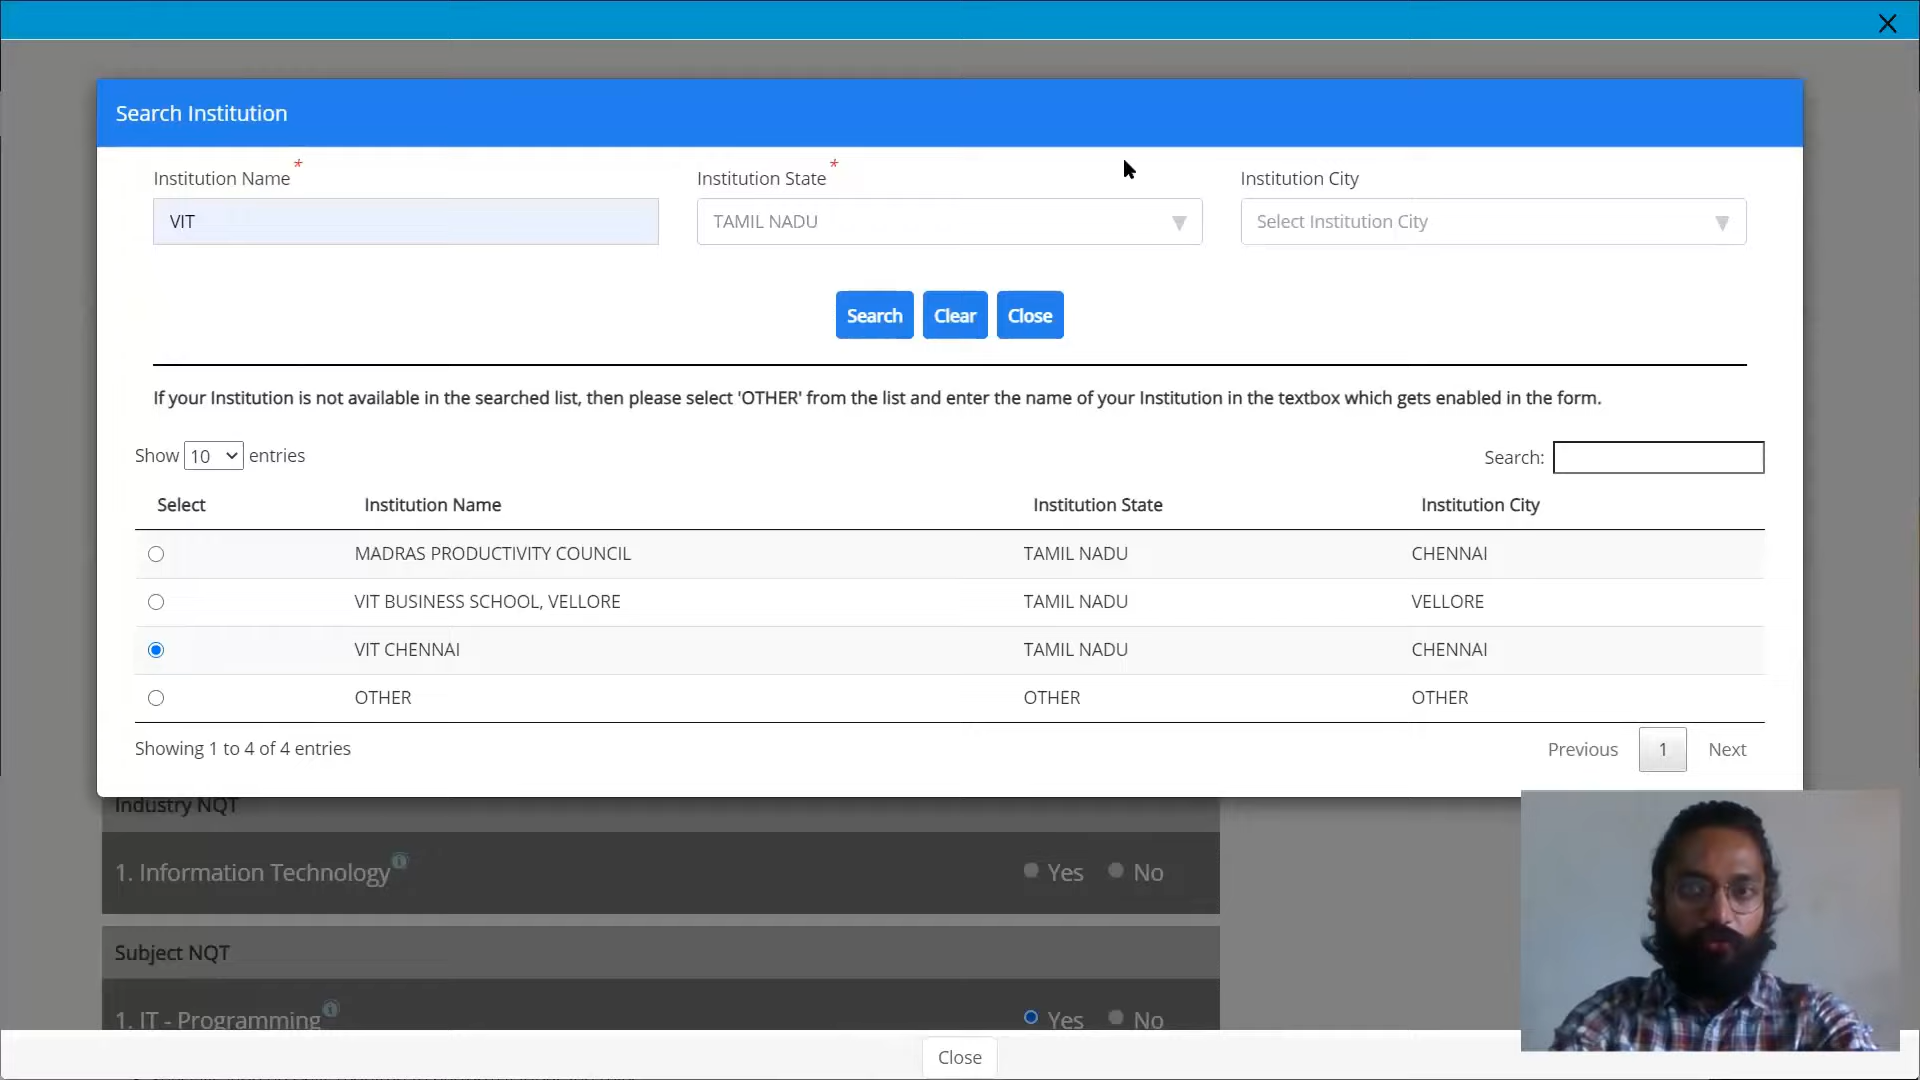 Search Institution
Institution Name * Institution State * Institution City
VIT TAMIL NADU Select Institution City
Search Clear Close
If your Institution is not available in the searched list, then please select 'OTHER' from the list and enter the name of your Institution in the textbox which gets enabled in the form.
Show 10 entries Search:
Select Institution Name Institution State Institution City
MADRAS PRODUCTIVITY COUNCIL TAMIL NADU CHENNAI
VIT BUSINESS SCHOOL, VELLORE TAMIL NADU VELLORE
VIT CHENNAI TAMIL NADU CHENNAI
OTHER OTHER OTHER
Showing 1 to 4 of 4 entries Previous 1 Next
Industry NQT
1. Information Technology Yes No
Subject NQT
1. IT - Programming Yes No
Close